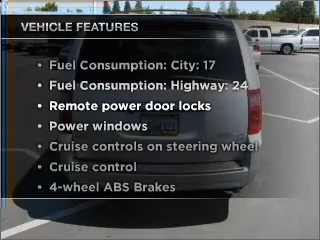 VEHICLE FEATURES
• Fuel Consumption: City: 17
• Fuel Consumption: Highway: 24
• Remote power door locks
• Power windows
• Cruise controls on steering wheel
• Cruise control
• 4-wheel ABS Brakes